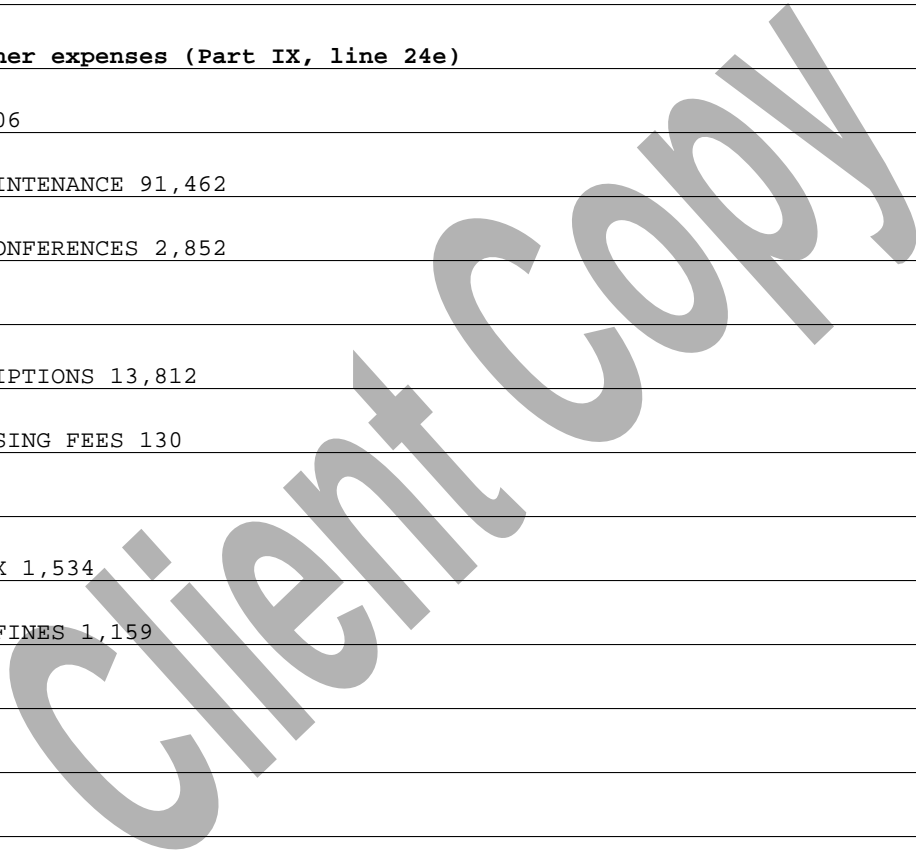 ner expenses (Part IX, line 24e)
06
INTENANCE 91,462
ONFERENCES 2,852
IPTIONS 13,812
SING FEES 130
X 1,534
FINES 1,159
Client Copy